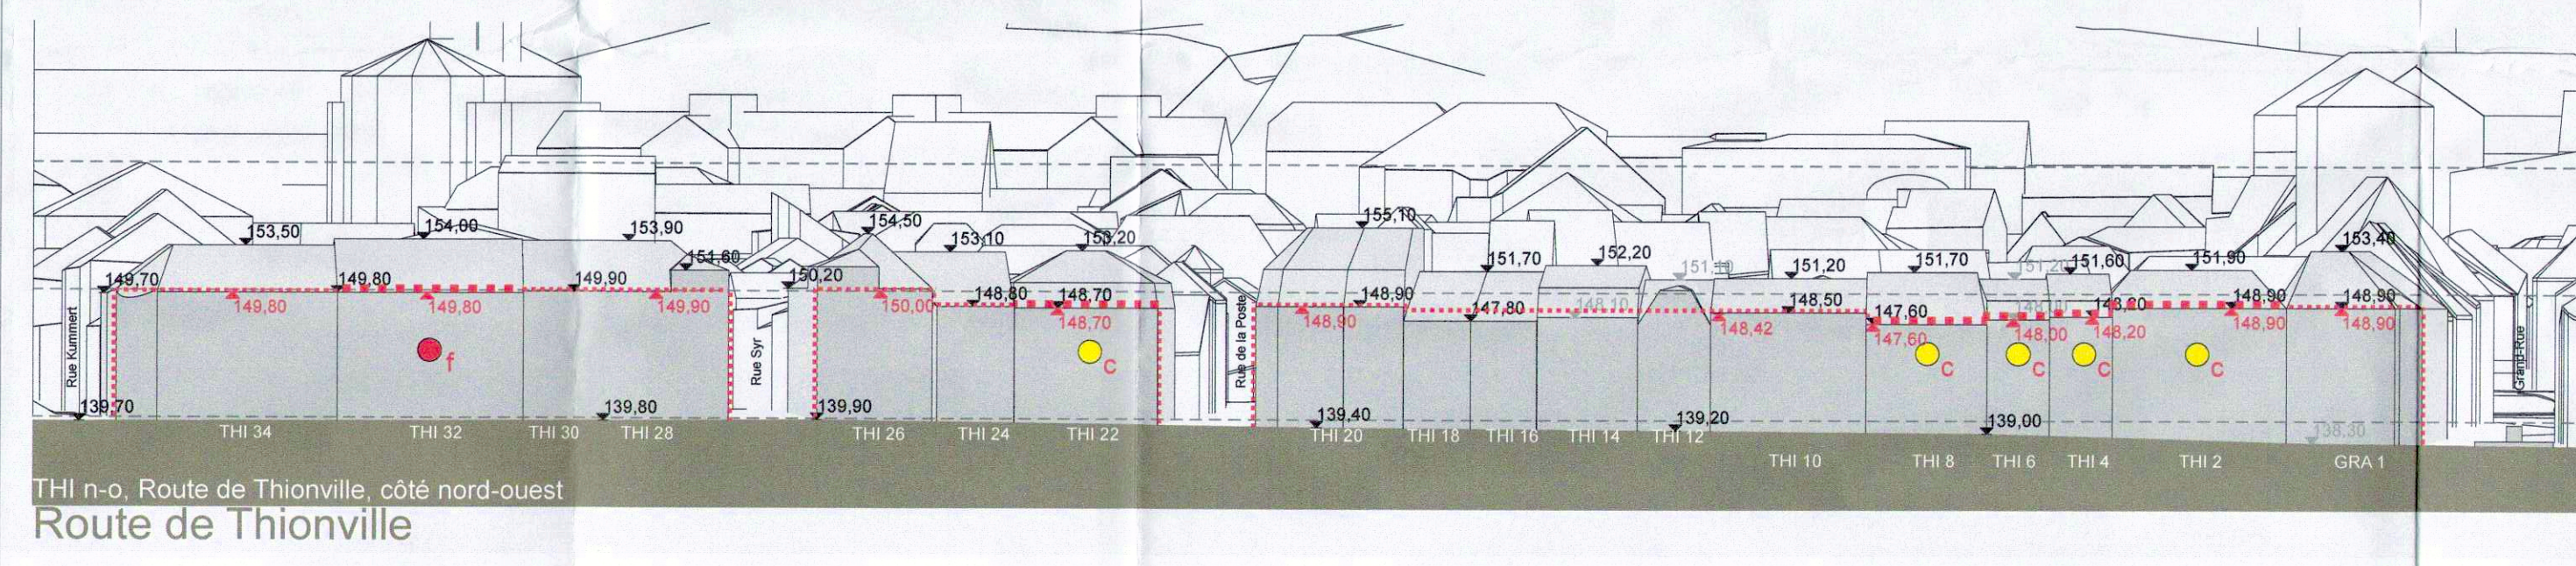 155,10
153,50
154,00
153,90
154,50
153,10
153,20
153,40
151,60
151,70
152,20
151,10
151,20
151,70
151,20
151,60
151,90
149,70
149,80
149,90
150,20
148,80
148,70
148,90
147,80
148,10
148,50
147,60
148,90
148,90
149,80
149,80
149,90
150,00
148,70
148,90
148,42
147,60
148,00
148,20
148,90
148,90
Rue Kummert
f
Rue Syr
c
Rue de la Poste
c
c
c
c
Grand-Rue
139,70
139,80
139,90
139,40
139,20
139,00
138,30
THI 34
THI 32
THI 30
THI 28
THI 26
THI 24
THI 22
THI 20
THI 18
THI 16
THI 14
THI 12
THI 10
THI 8
THI 6
THI 4
THI 2
GRA 1
THI n-o, Route de Thionville, côté nord-ouest
Route de Thionville